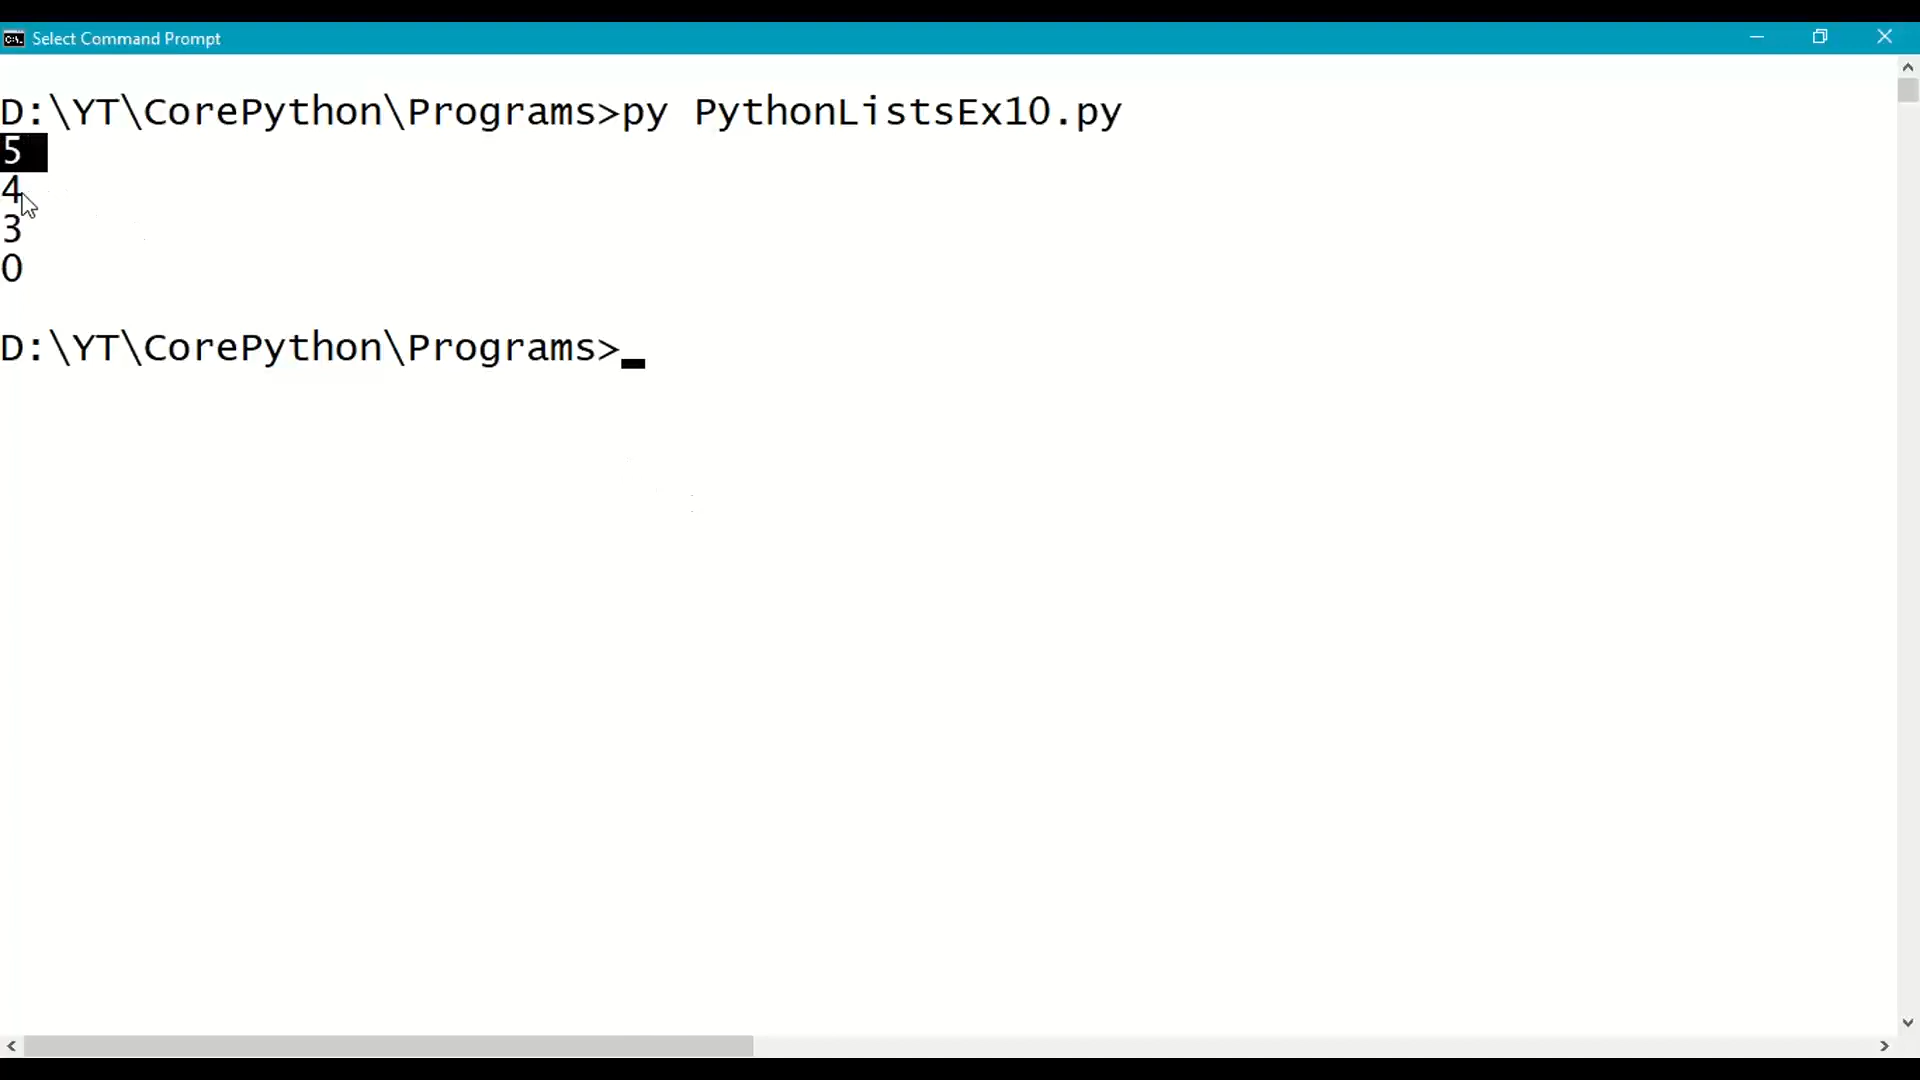 Select Command Prompt
D:\YT\CorePython\Programs>py PythonListsEx10.py
5
4
3
0
D:\YT\CorePython\Programs>